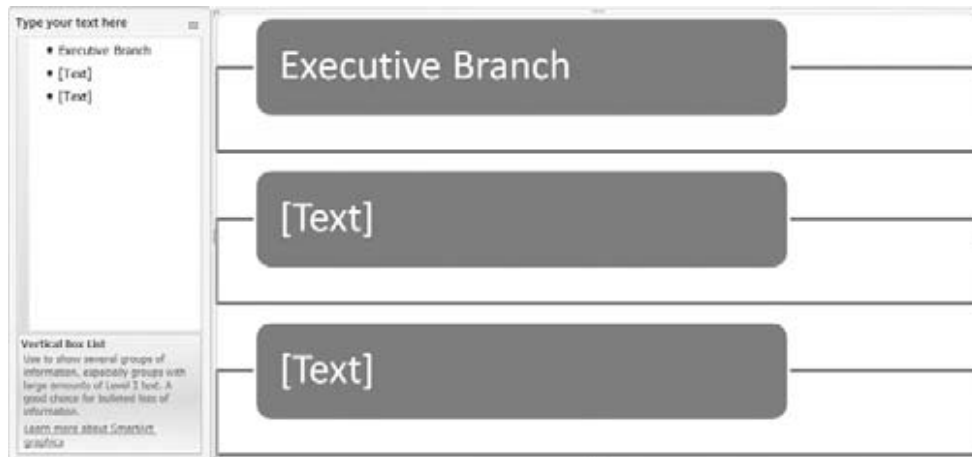 Type your text here
• Executive Branch
• [Text]
• [Text]
Vertical Box List
Use to show several groups of
information, especially groups with
large amounts of Level 2 text. A
good choice for bulleted lists of
information.
Learn more about SmartArt
graphics
Executive Branch
[Text]
[Text]